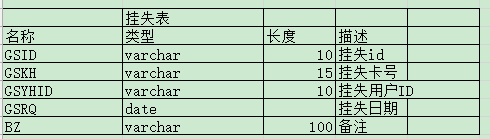 挂失表
名称 类型 长度 描述
GSID varchar 10 挂失id
GSKH varchar 15 挂失卡号
GSYHID varchar 10 挂失用户ID
GSRQ date 挂失日期
BZ varchar 100 备注